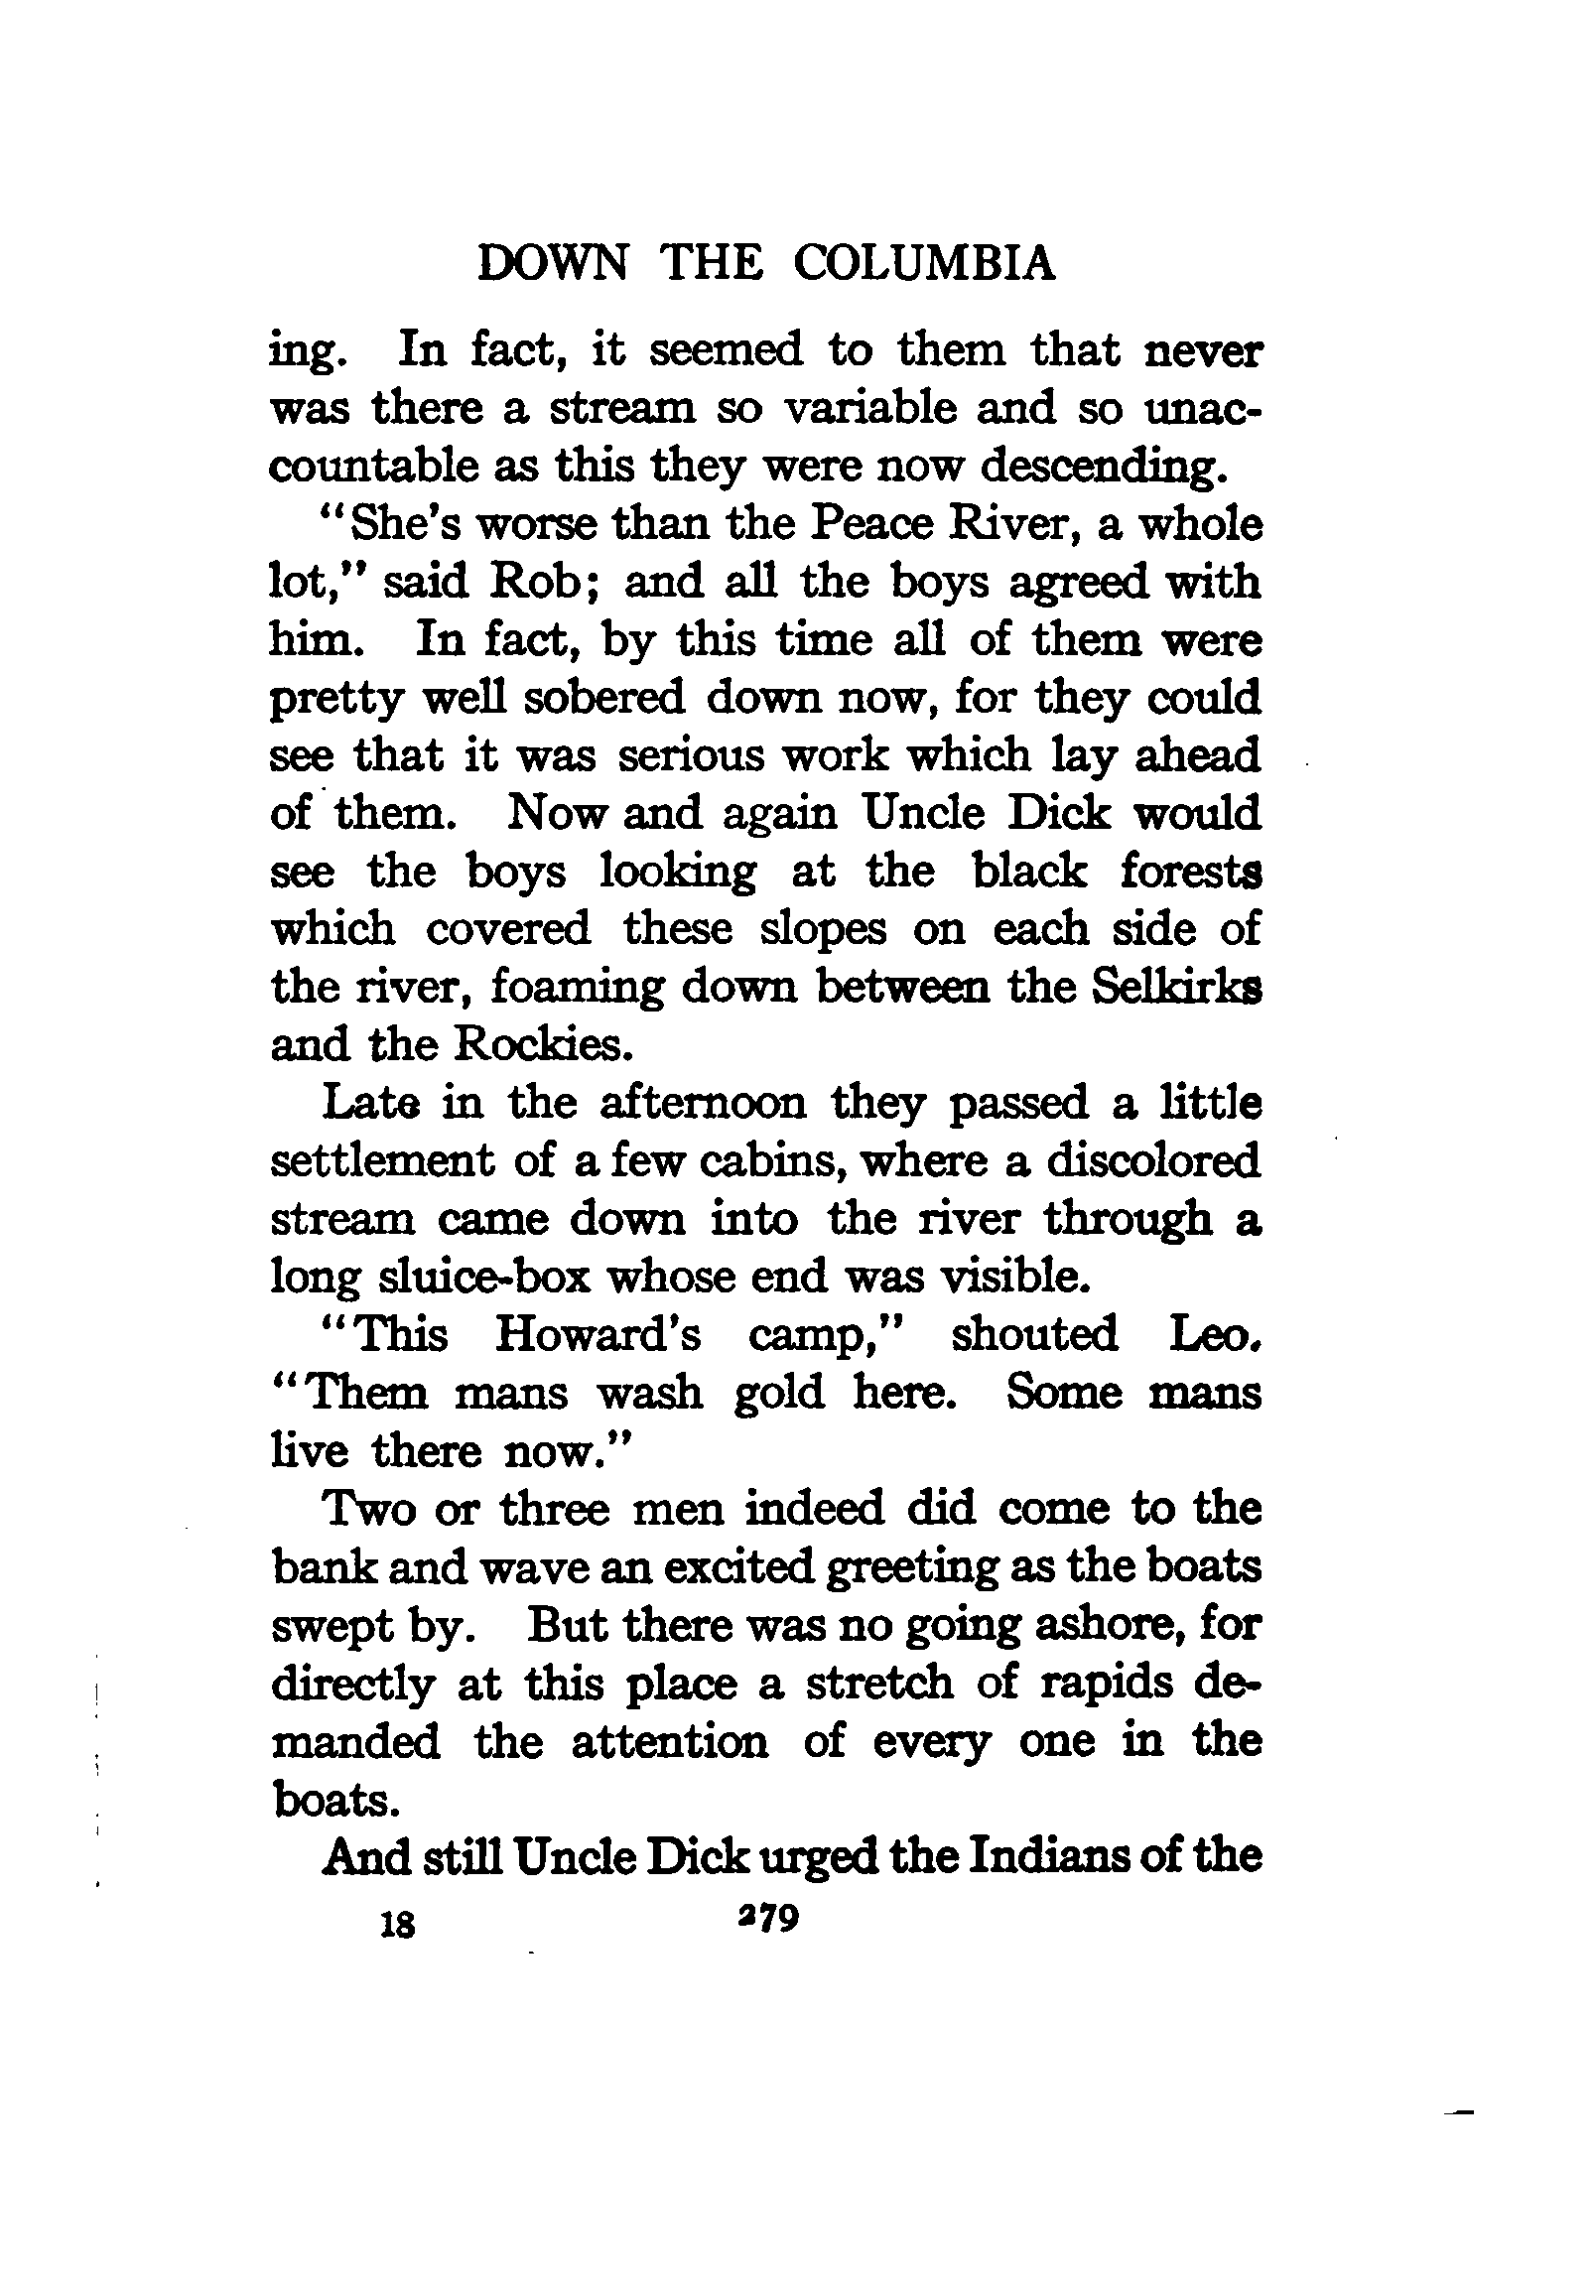 DOWN THE COLUMBIA
ing. In fact, it seemed to them that never
was there a stream so variable and so unac-
countable as this they were now descending.
"She's worse than the Peace River, a whole
lot," said Rob; and all the boys agreed with
him. In fact, by this time all of them were
pretty well sobered down now, for they could
see that it was serious work which lay ahead
of them. Now and again Uncle Dick would
see the boys looking at the black forests
which covered these slopes on each side of
the river, foaming down between the Selkirks
and the Rockies.
Late in the afternoon they passed a little
settlement of a few cabins, where a discolored
stream came down into the river through a
long sluice-box whose end was visible.
"This Howard's camp," shouted Leo.
"Them mans wash gold here. Some mans
live there now."
Two or three men indeed did come to the
bank and wave an excited greeting as the boats
swept by. But there was no going ashore, for
directly at this place a stretch of rapids de-
manded the attention of every one in the
boats.
And still Uncle Dick urged the Indians of the
18 279